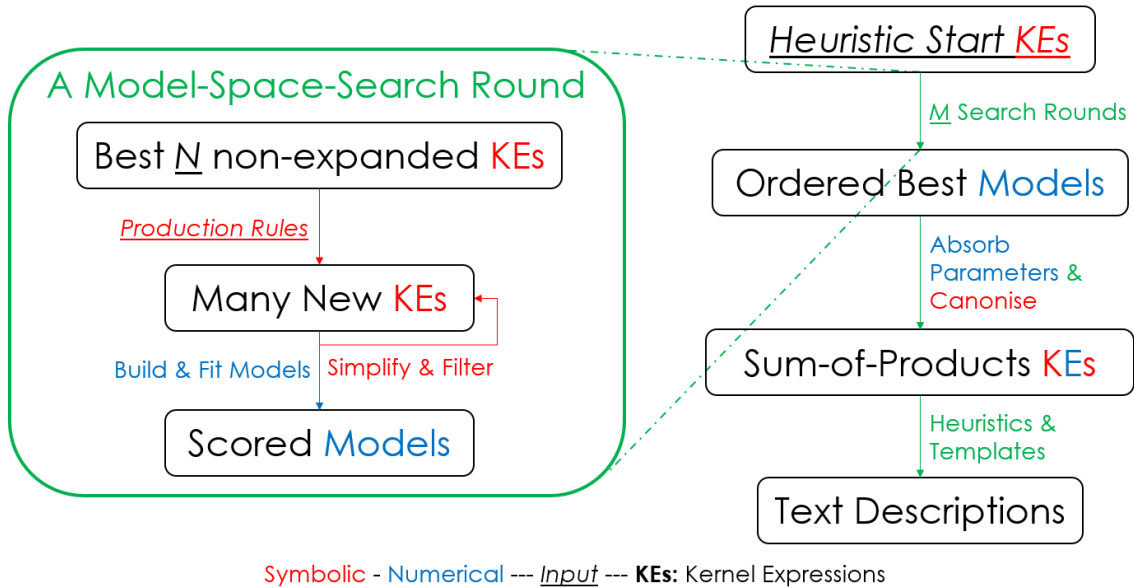 A Model-Space-Search Round
Best N non-expanded KEs
Production Rules
Many New KEs
Build & Fit Models
Simplify & Filter
Scored Models
Heuristic Start KEs
M Search Rounds
Ordered Best Models
Absorb
Parameters &
Canonise
Sum-of-Products KEs
Heuristics &
Templates
Text Descriptions
Symbolic - Numerical --- Input --- KEs: Kernel Expressions